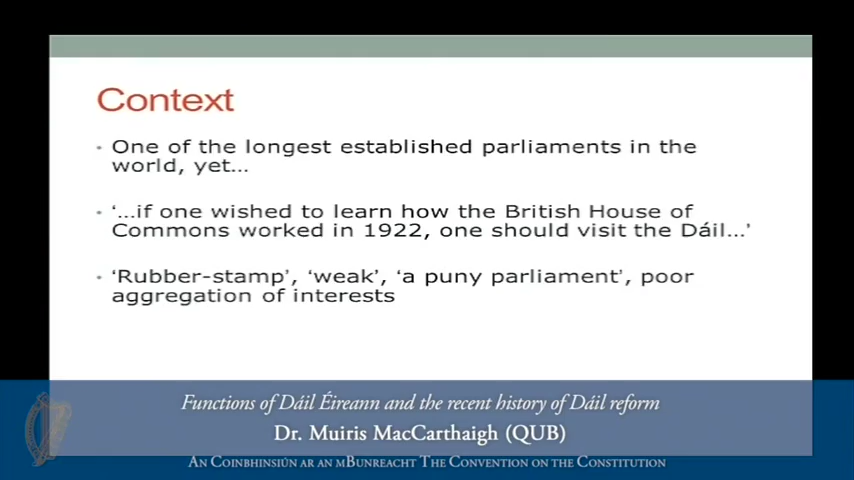 Context
One of the longest established parliaments in the
world, yet...
‘...if one wished to learn how the British House of
Commons worked in 1922, one should visit the Dáil...’
‘Rubber-stamp’, ‘weak’, ‘a puny parliament’, poor
aggregation of interests
Functions of Dáil Éireann and the recent history of Dáil reform
Dr. Muiris MacCarthaigh (QUB)
An Coinbhinsiún ar an mBunreacht The Convention on the Constitution